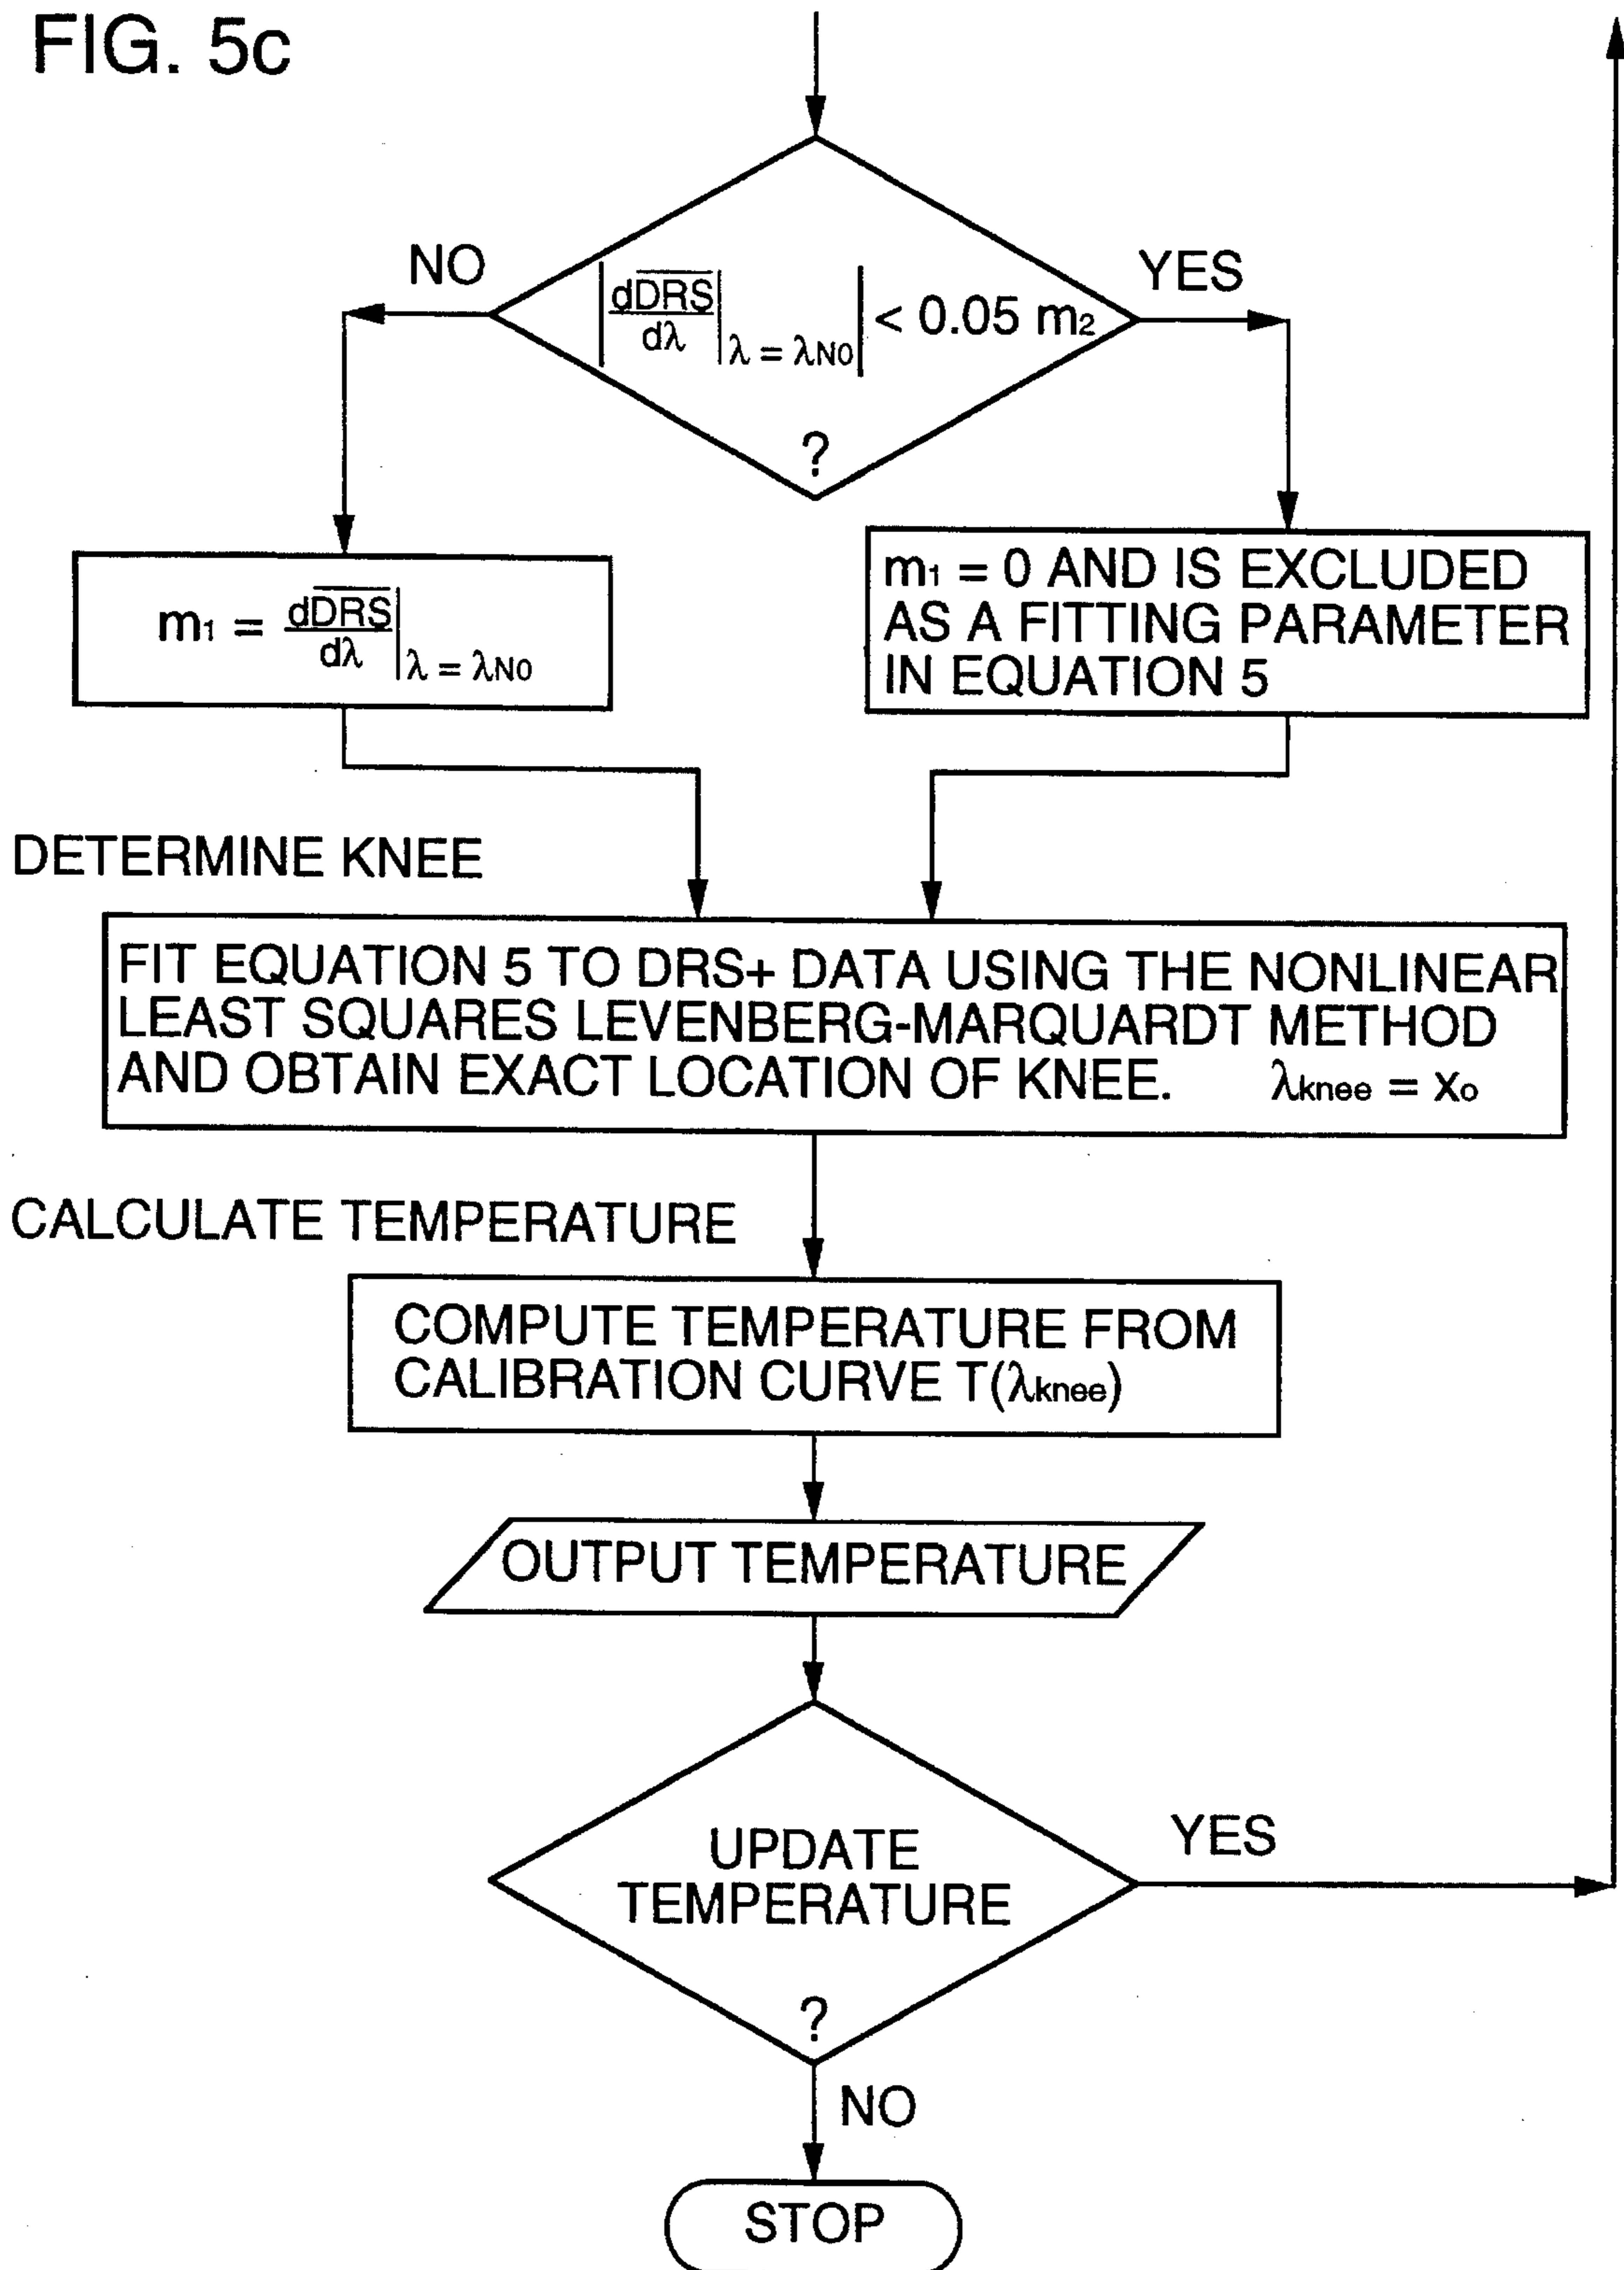 FIG. 5c
NO
YES
| dDRS̅/dλ |λ = λN0 | < 0.05 m₂
?
m₁ = dDRS̅/dλ |λ = λN0
m₁ = 0 AND IS EXCLUDED
AS A FITTING PARAMETER
IN EQUATION 5
DETERMINE KNEE
FIT EQUATION 5 TO DRS+ DATA USING THE NONLINEAR
LEAST SQUARES LEVENBERG-MARQUARDT METHOD
AND OBTAIN EXACT LOCATION OF KNEE. λknee = xo
CALCULATE TEMPERATURE
COMPUTE TEMPERATURE FROM
CALIBRATION CURVE T(λknee)
OUTPUT TEMPERATURE
UPDATE
TEMPERATURE
?
YES
NO
STOP